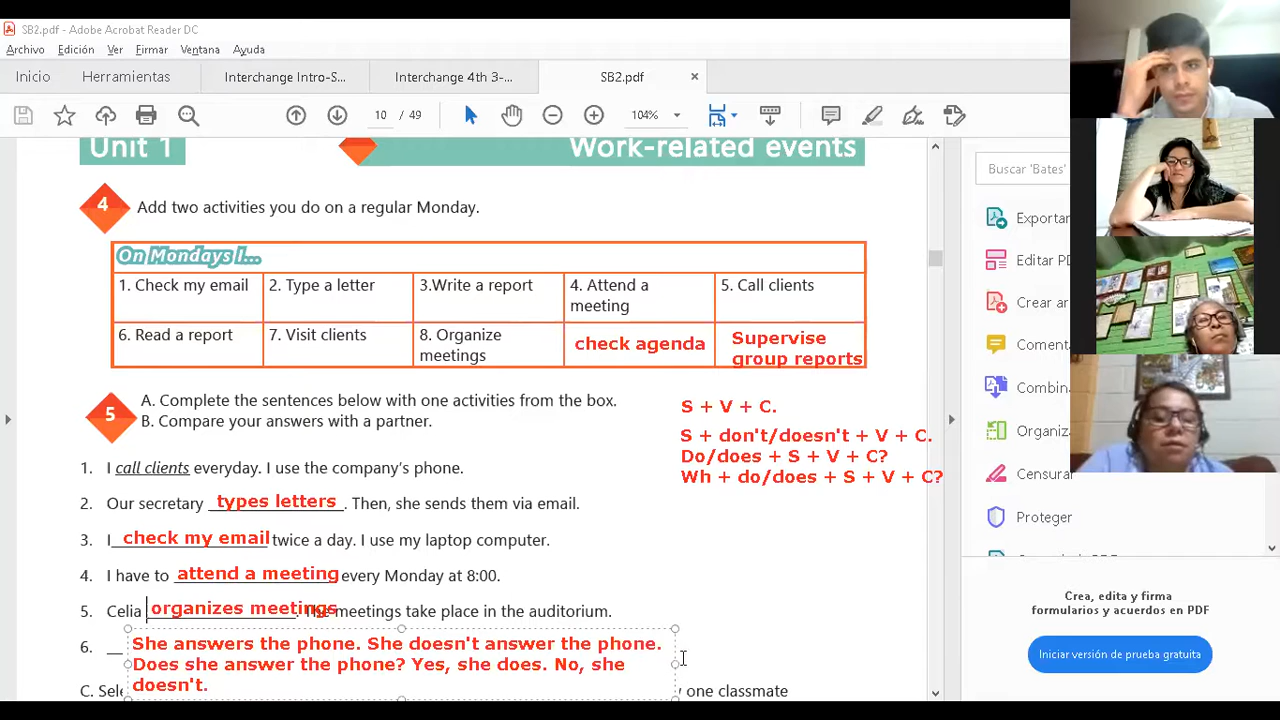 SB2.pdf - Adobe Acrobat Reader DC
Archivo Edición Ver Firmar Ventana Ayuda
Inicio Herramientas Interchange Intro-S... Interchange 4th 3-... SB2.pdf ×
10 / 49 104%
Unit 1 Work-related events
4 Add two activities you do on a regular Monday.
On Mondays I...
1. Check my email 2. Type a letter 3.Write a report 4. Attend a meeting 5. Call clients
6. Read a report 7. Visit clients 8. Organize meetings check agenda Supervise group reports
5 A. Complete the sentences below with one activities from the box.
B. Compare your answers with a partner.
S + V + C.
S + don't/doesn't + V + C.
Do/does + S + V + C?
Wh + do/does + S + V + C?
1. I call clients everyday. I use the company's phone.
2. Our secretary types letters. Then, she sends them via email.
3. I check my email twice a day. I use my laptop computer.
4. I have to attend a meeting every Monday at 8:00.
5. Celia organizes meetings. The meetings take place in the auditorium.
6. __
She answers the phone. She doesn't answer the phone.
Does she answer the phone? Yes, she does. No, she
doesn't.
C. Sele one classmate
Buscar 'Bates'
Exportar
Editar PD
Crear ar
Coment
Combin
Organiz
Censurar
Proteger
Crea, edita y firma
formularios y acuerdos en PDF
Iniciar versión de prueba gratuita